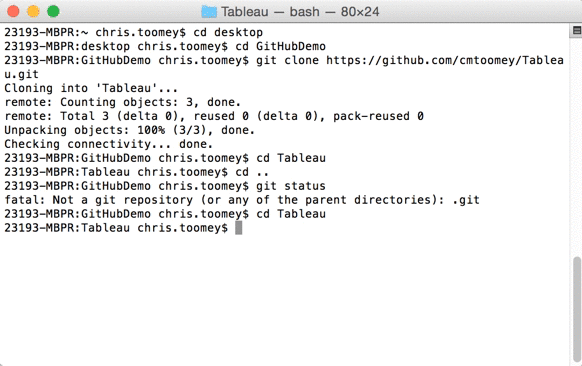 Tableau — bash — 80×24
23193-MBPR:~ chris.toomey$ cd desktop
23193-MBPR:desktop chris.toomey$ cd GitHubDemo
23193-MBPR:GitHubDemo chris.toomey$ git clone https://github.com/cmtoomey/Tablea
u.git
Cloning into 'Tableau'...
remote: Counting objects: 3, done.
remote: Total 3 (delta 0), reused 0 (delta 0), pack-reused 0
Unpacking objects: 100% (3/3), done.
Checking connectivity... done.
23193-MBPR:GitHubDemo chris.toomey$ cd Tableau
23193-MBPR:Tableau chris.toomey$ cd ..
23193-MBPR:GitHubDemo chris.toomey$ git status
fatal: Not a git repository (or any of the parent directories): .git
23193-MBPR:GitHubDemo chris.toomey$ cd Tableau
23193-MBPR:Tableau chris.toomey$